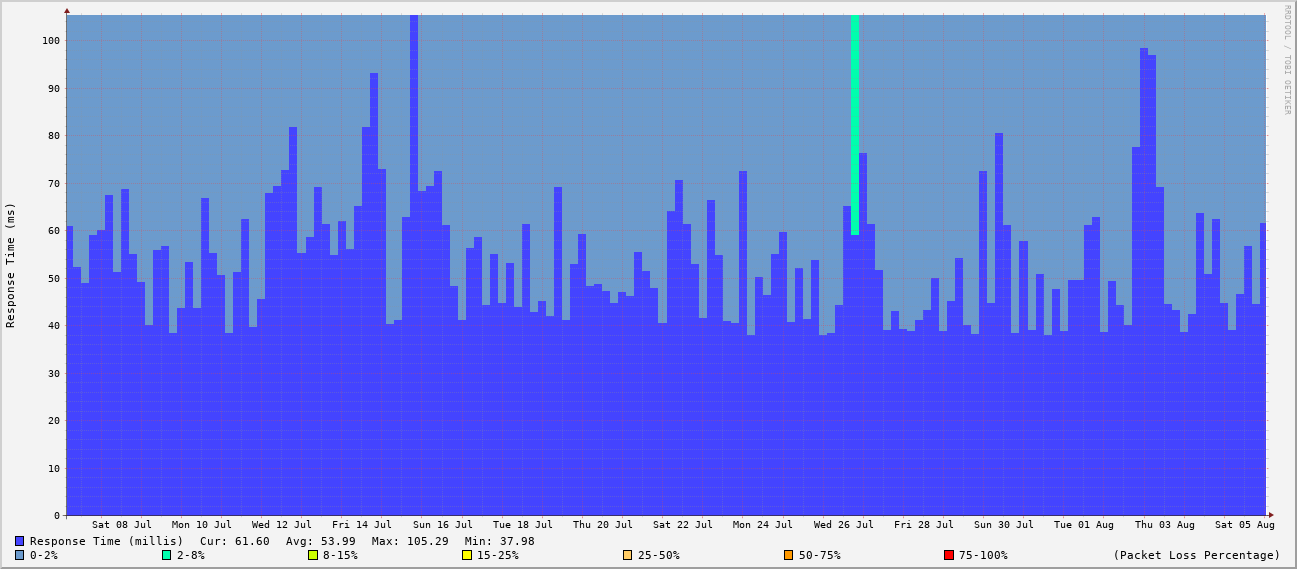 RRDTOOL / TOBI OETIKER
Response Time (ms)
100
90
80
70
60
50
40
30
20
10
0
Sat 08 Jul Mon 10 Jul Wed 12 Jul Fri 14 Jul Sun 16 Jul Tue 18 Jul Thu 20 Jul Sat 22 Jul Mon 24 Jul Wed 26 Jul Fri 28 Jul Sun 30 Jul Tue 01 Aug Thu 03 Aug Sat 05 Aug
Response Time (millis) Cur: 61.60 Avg: 53.99 Max: 105.29 Min: 37.98
0-2% 2-8% 8-15% 15-25% 25-50% 50-75% 75-100% (Packet Loss Percentage)